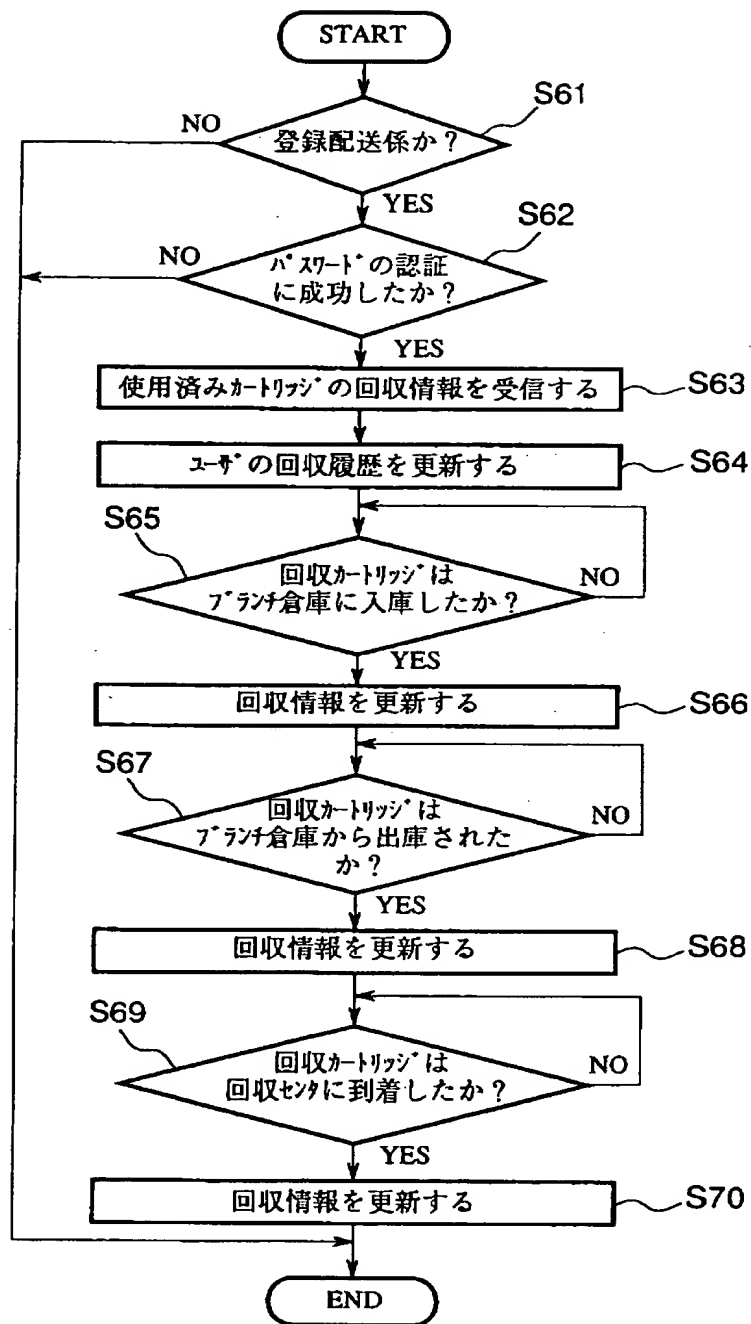 START
S61
NO
登録配送係か？
YES
S62
NO
ﾊﾟｽﾜｰﾄﾞの認証
に成功したか？
YES
使用済みｶｰﾄﾘｯｼﾞの回収情報を受信する
S63
ﾕｰｻﾞの回収履歴を更新する
S64
S65
回収ｶｰﾄﾘｯｼﾞは
ﾌﾞﾗﾝﾁ倉庫に入庫したか？
NO
YES
回収情報を更新する
S66
S67
回収ｶｰﾄﾘｯｼﾞは
ﾌﾞﾗﾝﾁ倉庫から出庫された
か？
NO
YES
回収情報を更新する
S68
S69
回収ｶｰﾄﾘｯｼﾞは
回収ｾﾝﾀに到着したか？
NO
YES
回収情報を更新する
S70
END